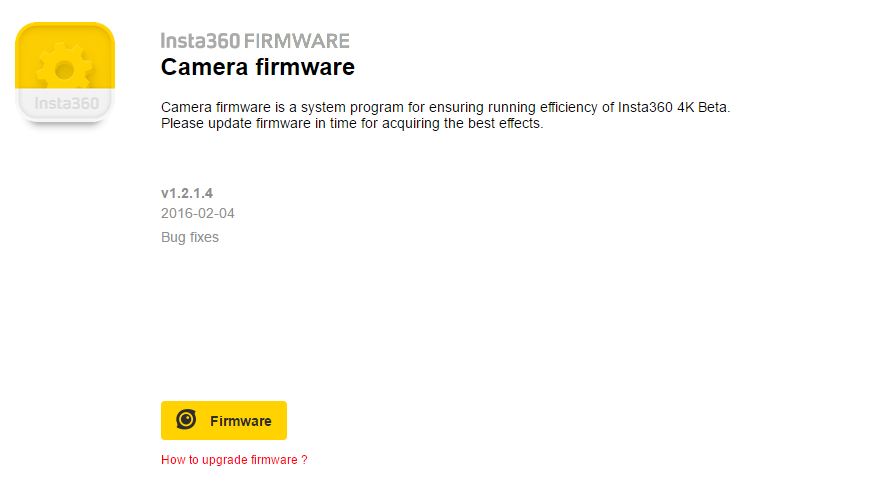 Insta360
Insta360 FIRMWARE
Camera firmware
Camera firmware is a system program for ensuring running efficiency of Insta360 4K Beta.
Please update firmware in time for acquiring the best effects.
v1.2.1.4
2016-02-04
Bug fixes
Firmware
How to upgrade firmware ?